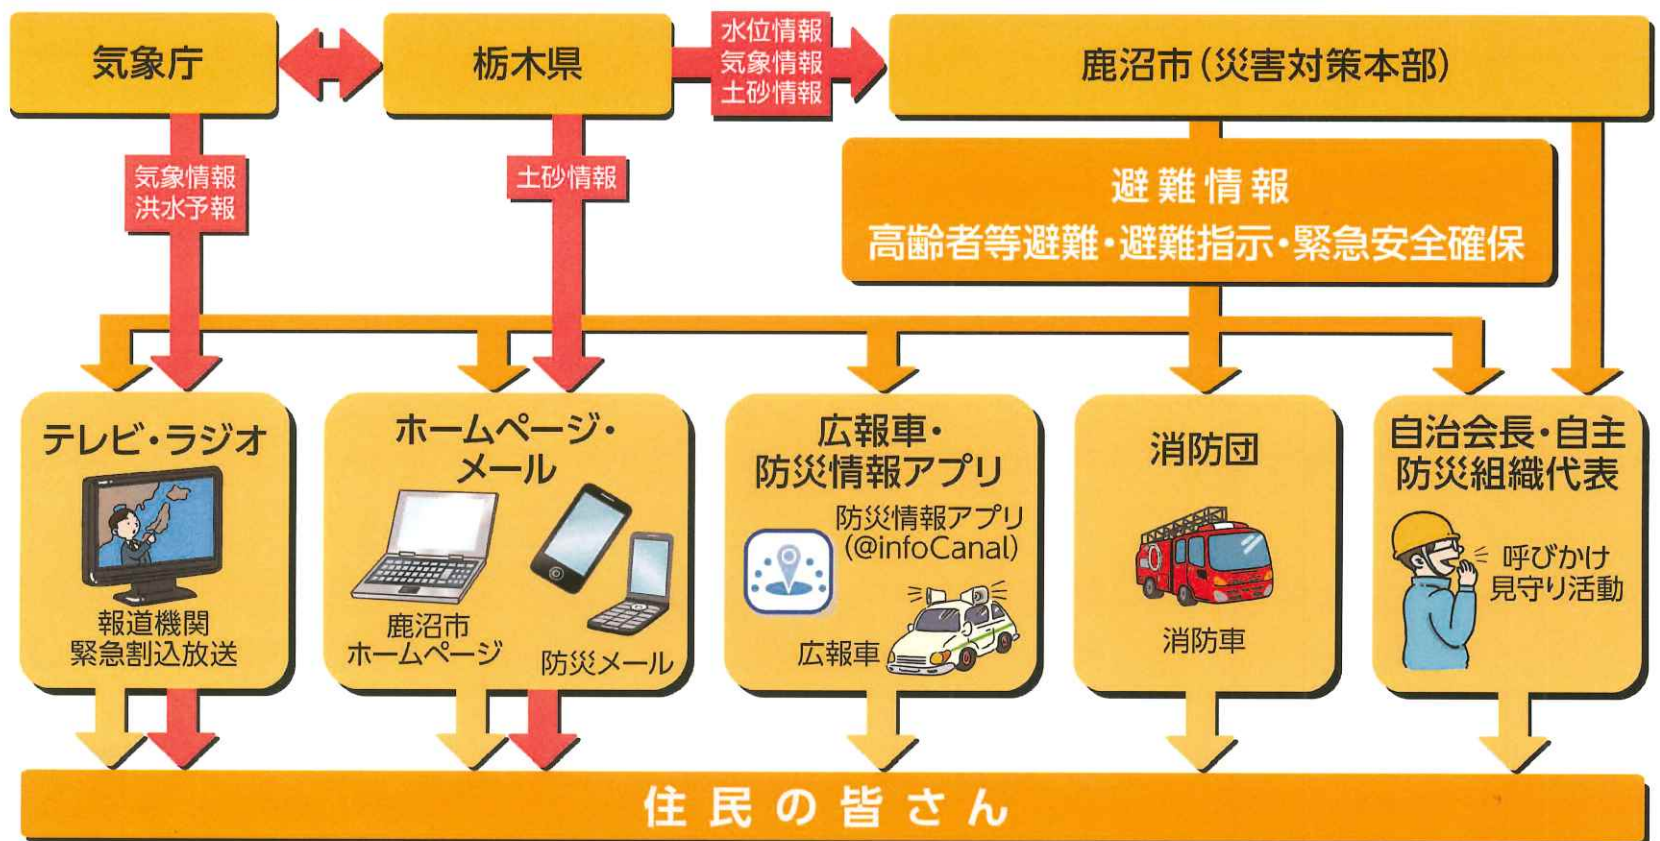 気象庁
栃木県
水位情報
気象情報
土砂情報
鹿沼市(災害対策本部)
気象情報
洪水予報
土砂情報
避難情報
高齢者等避難・避難指示・緊急安全確保
テレビ・ラジオ
報道機関
緊急割込放送
ホームページ・
メール
鹿沼市
ホームページ
防災メール
広報車・
防災情報アプリ
防災情報アプリ
(@infoCanal)
広報車
消防団
消防車
自治会長・自主
防災組織代表
呼びかけ
見守り活動
住民の皆さん